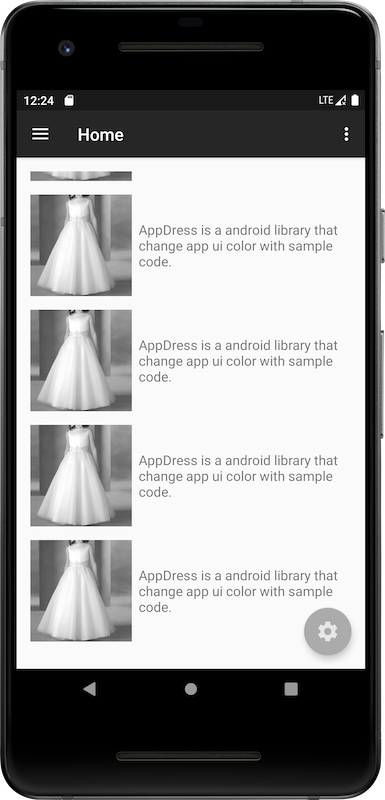 12:24
LTE
Home
AppDress is a android library that
change app ui color with sample
code.
AppDress is a android library that
change app ui color with sample
code.
AppDress is a android library that
change app ui color with sample
code.
AppDress is a android library that
change app ui color with sample
code.